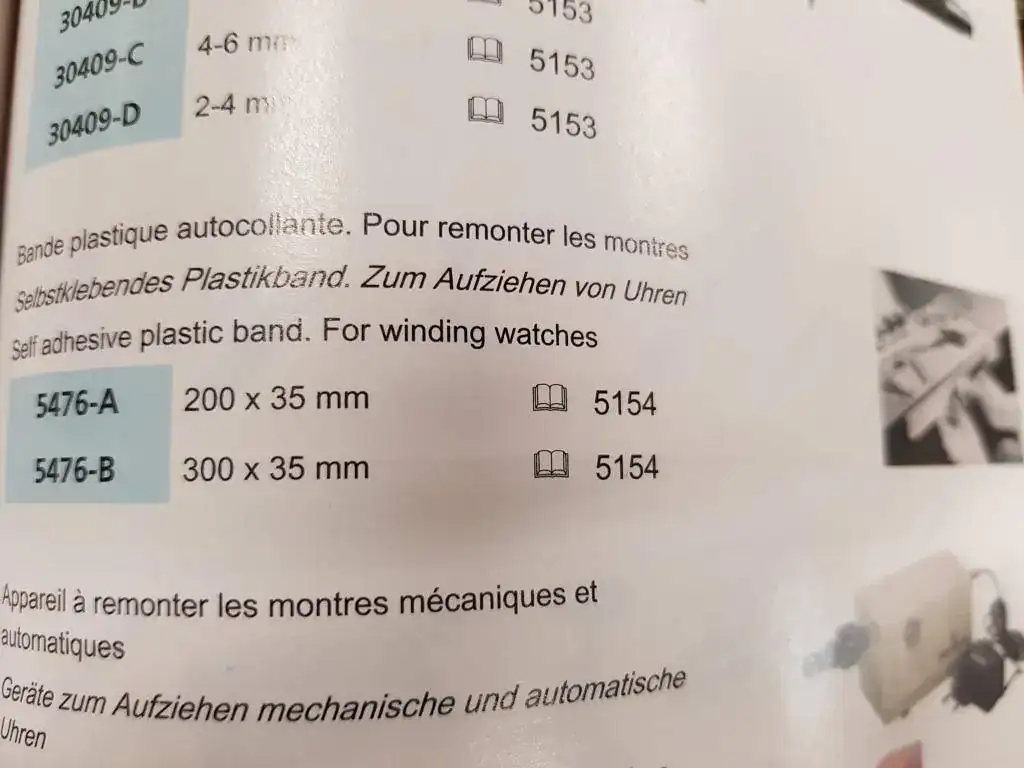 30409-B
5153
30409-C 4-6 mm 5153
30409-D 2-4 mm 5153
Bande plastique autocollante. Pour remonter les montres
Selbstklebendes Plastikband. Zum Aufziehen von Uhren
Self adhesive plastic band. For winding watches
5476-A 200 x 35 mm 5154
5476-B 300 x 35 mm 5154
Appareil à remonter les montres mécaniques et
automatiques
Geräte zum Aufziehen mechanische und automatische
Uhren